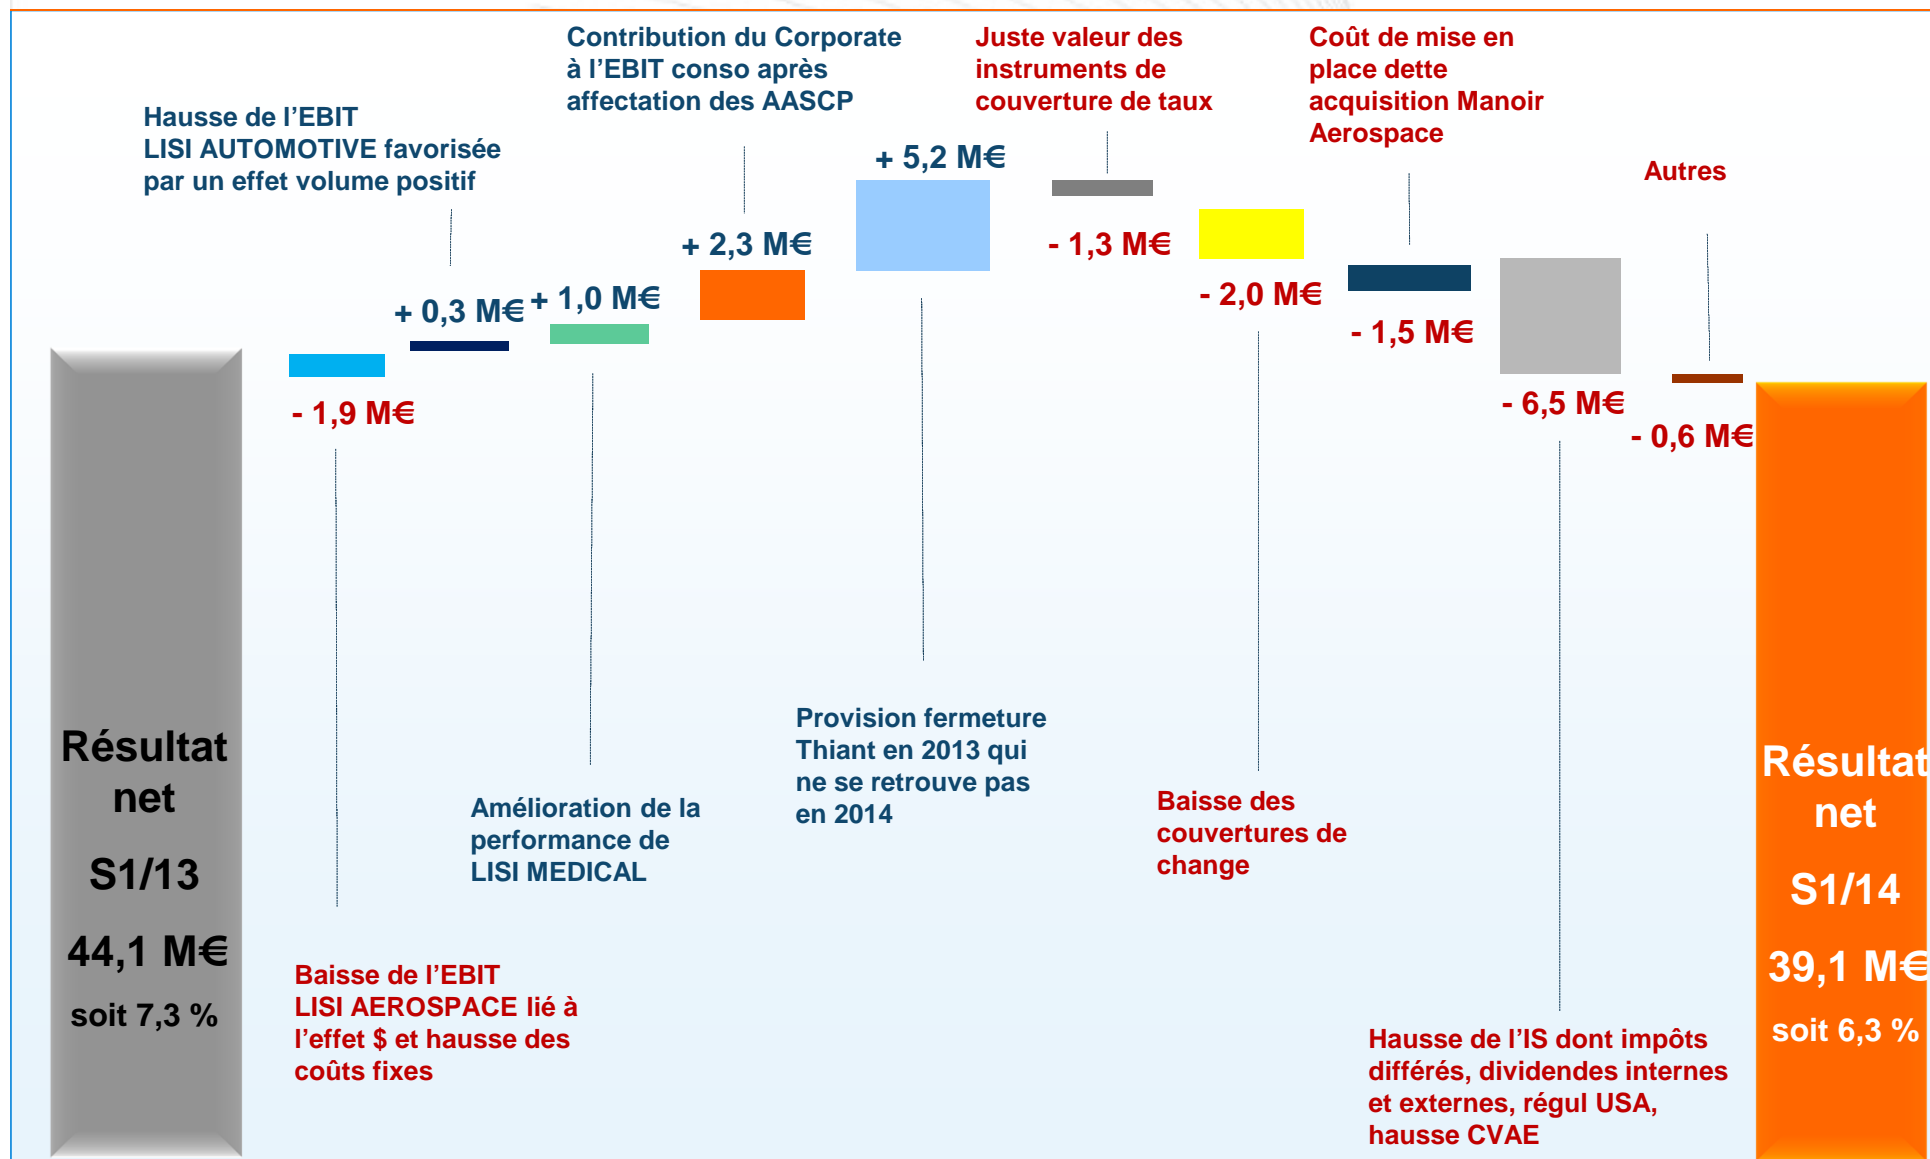 Contribution du Corporate
à l’EBIT conso après
affectation des AASCP
Juste valeur des
instruments de
couverture de taux
Coût de mise en
place dette
acquisition Manoir
Aerospace
Hausse de l’EBIT
LISI AUTOMOTIVE favorisée
par un effet volume positif
Autres
+ 5,2 M€
- 1,3 M€
+ 2,3 M€
- 2,0 M€
+ 0,3 M€
+ 1,0 M€
- 1,5 M€
- 1,9 M€
- 6,5 M€
- 0,6 M€
Résultat
net
S1/13
44,1 M€
soit 7,3 %
Baisse de l’EBIT
LISI AEROSPACE lié à
l’effet $ et hausse des
coûts fixes
Amélioration de la
performance de
LISI MEDICAL
Provision fermeture
Thiant en 2013 qui
ne se retrouve pas
en 2014
Baisse des
couvertures de
change
Hausse de l’IS dont impôts
différés, dividendes internes
et externes, régul USA,
hausse CVAE
Résultat
net
S1/14
39,1 M€
soit 6,3 %